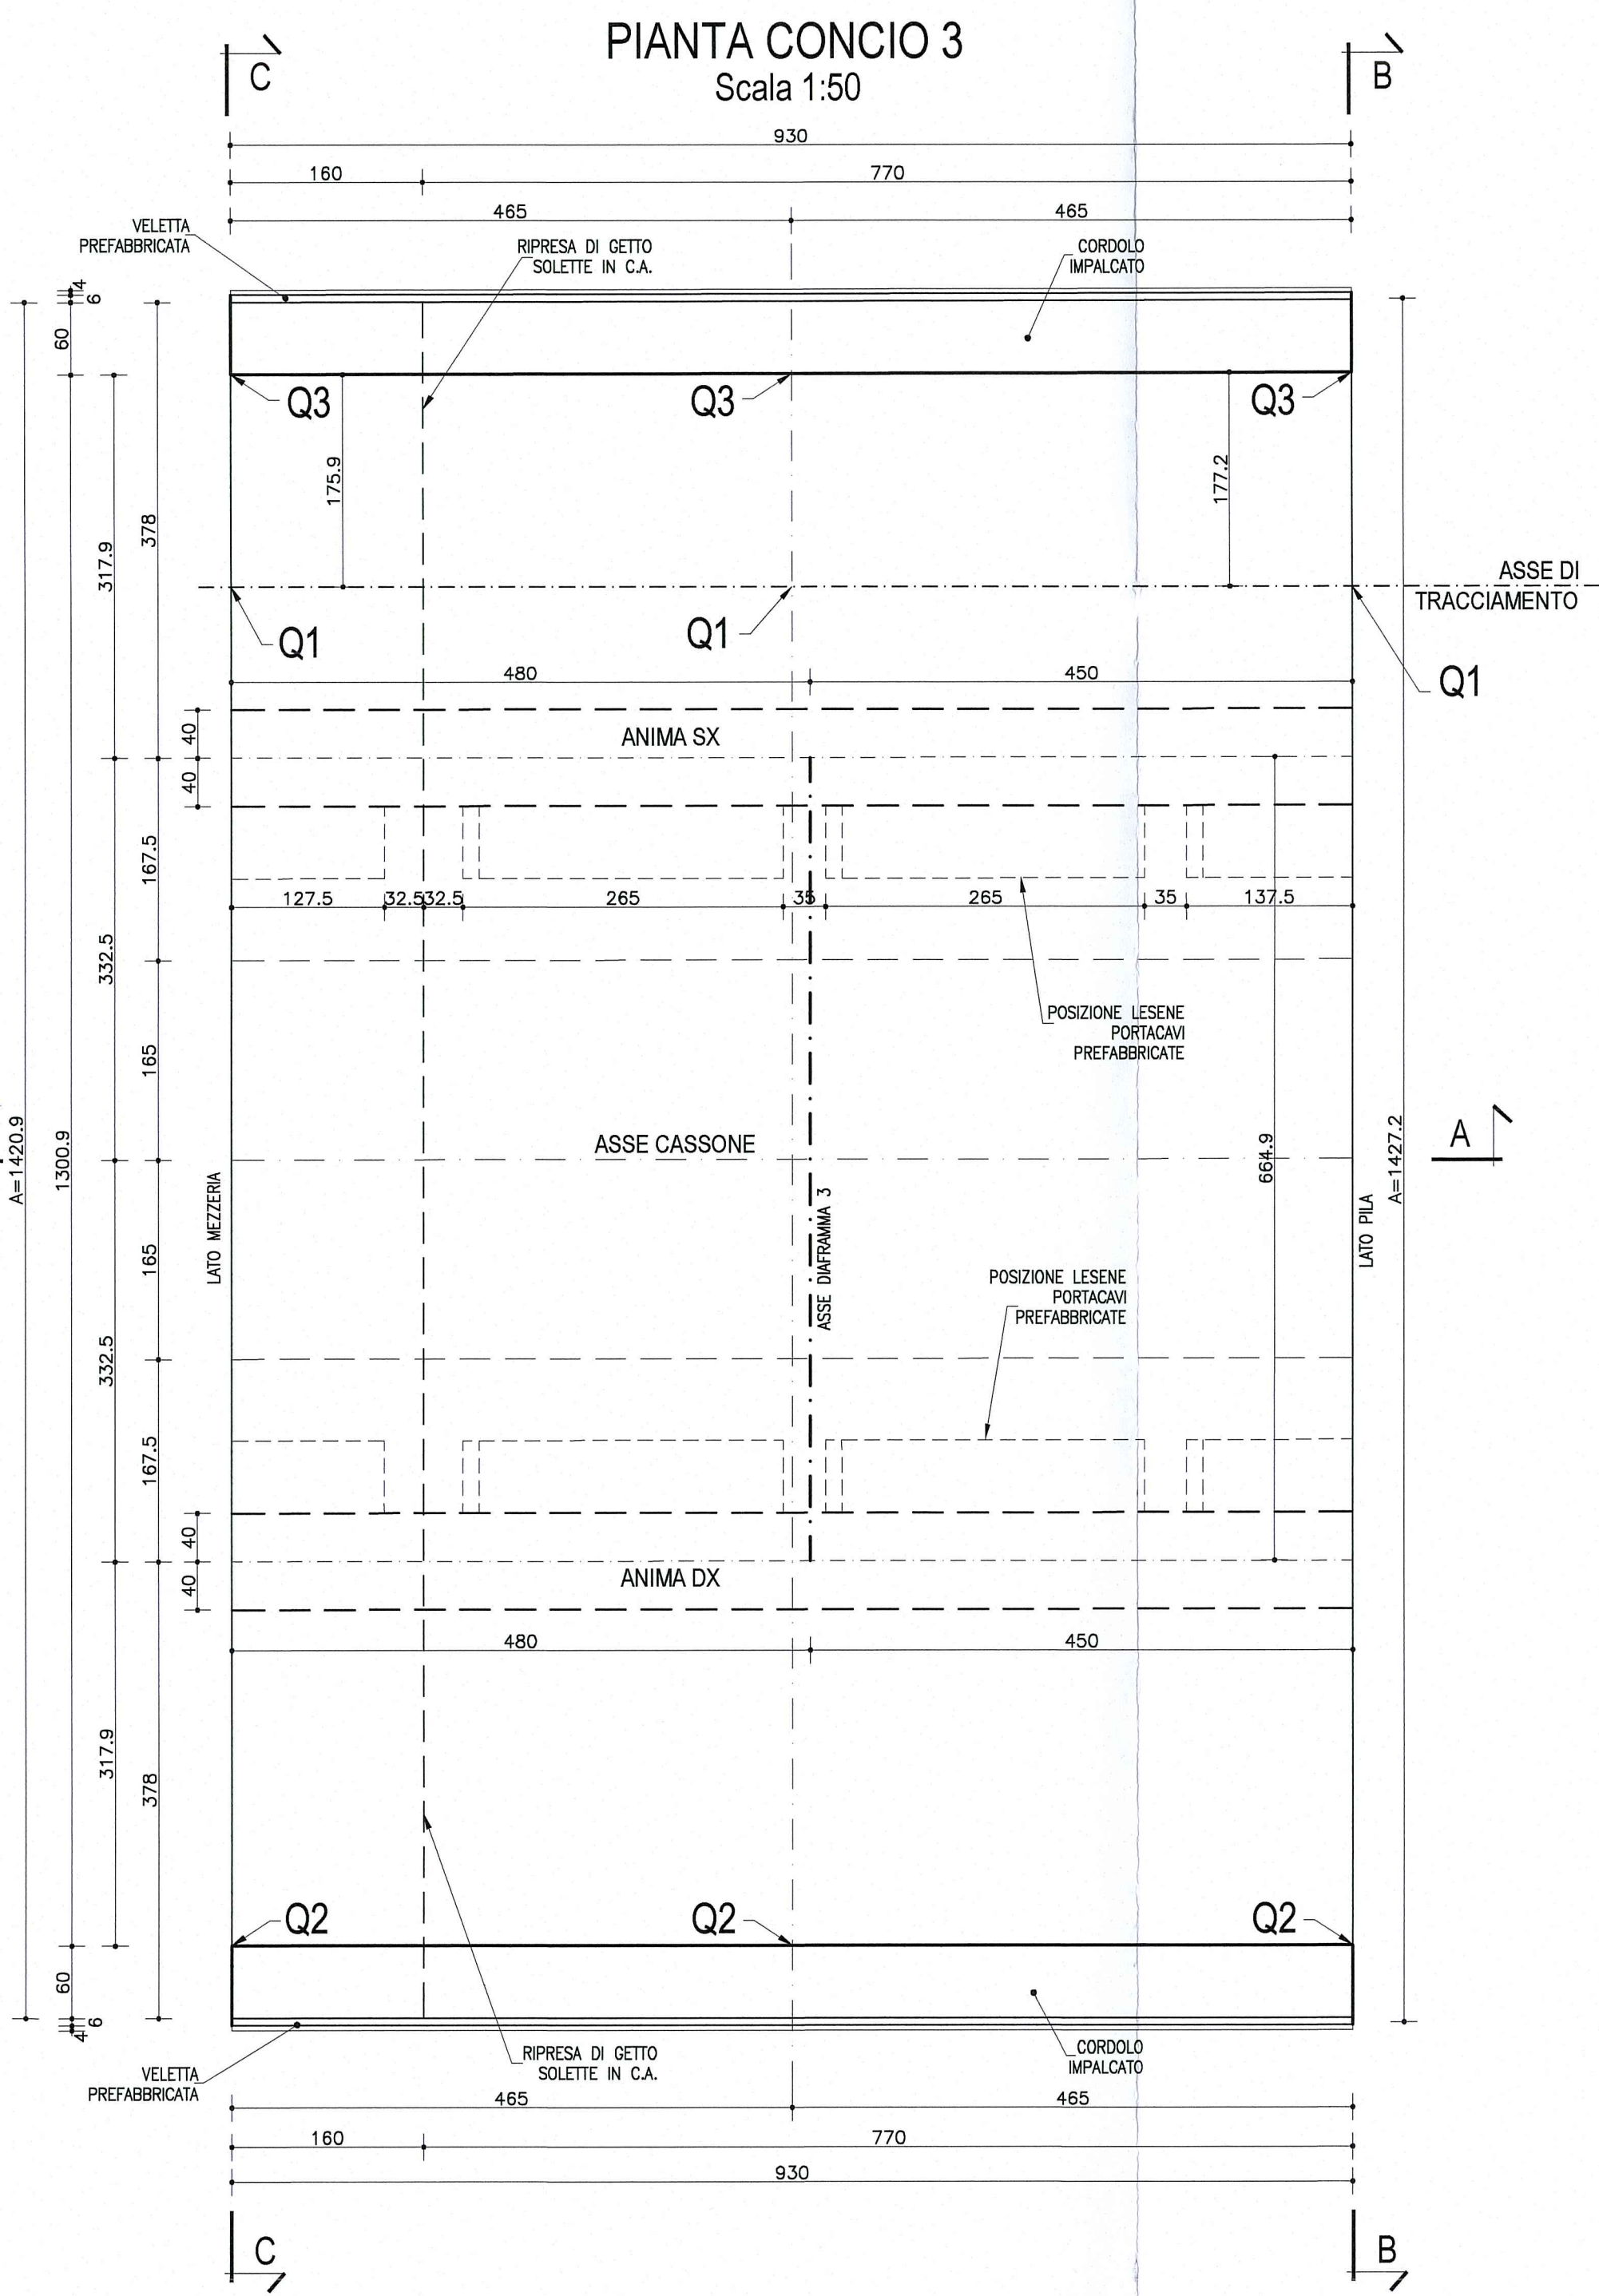 PIANTA CONCIO 3
Scala 1:50
C
B
930
160
770
465
465
VELETTA
PREFABBRICATA
RIPRESA DI GETTO
SOLETTE IN C.A.
CORDOLO
IMPALCATO
4
6
60
Q3
Q3
Q3
175.9
177.2
378
317.9
ASSE DI
TRACCIAMENTO
Q1
Q1
Q1
480
450
40
ANIMA SX
40
167.5
127.5
32.5
32.5
265
35
265
35
137.5
332.5
POSIZIONE LESENE
PORTACAVI
PREFABBRICATE
165
A=1420.9
1300.9
ASSE CASSONE
664.9
A=1427.2
A
LATO MEZZERIA
ASSE DIAFRAMMA 3
LATO PILA
165
POSIZIONE LESENE
PORTACAVI
PREFABBRICATE
332.5
167.5
40
40
ANIMA DX
480
450
317.9
378
Q2
Q2
Q2
60
6
4
VELETTA
PREFABBRICATA
RIPRESA DI GETTO
SOLETTE IN C.A.
CORDOLO
IMPALCATO
465
465
160
770
930
C
B